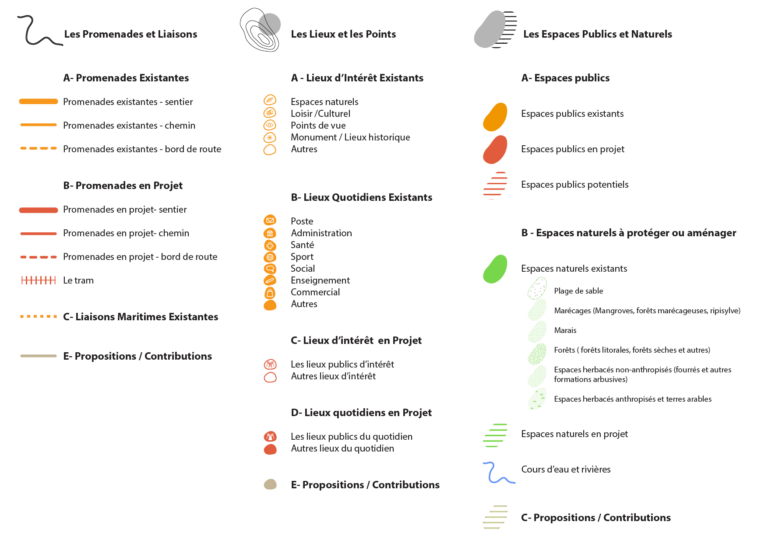 Les Promenades et Liaisons
A- Promenades Existantes
Promenades existantes - sentier
Promenades existantes - chemin
Promenades existantes - bord de route
B- Promenades en Projet
Promenades en projet- sentier
Promenades en projet- chemin
Promenades en projet - bord de route
Le tram
C- Liaisons Maritimes Existantes
E- Propositions / Contributions
Les Lieux et les Points
A - Lieux d'Intérêt Existants
Espaces naturels
Loisir /Culturel
Points de vue
Monument / Lieux historique
Autres
B- Lieux Quotidiens Existants
Poste
Administration
Santé
Sport
Social
Enseignement
Commercial
Autres
C- Lieux d'intérêt en Projet
Les lieux publics d'intérêt
Autres lieux d'intérêt
D- Lieux quotidiens en Projet
Les lieux publics du quotidien
Autres lieux du quotidien
E- Propositions / Contributions
Les Espaces Publics et Naturels
A- Espaces publics
Espaces publics existants
Espaces publics en projet
Espaces publics potentiels
B - Espaces naturels à protéger ou aménager
Espaces naturels existants
Plage de sable
Marécages (Mangroves, forêts marécageuses, ripisylve)
Marais
Forêts ( forêts litorales, forêts sèches et autres)
Espaces herbacés non-anthropisés (fourrés et autres
formations arbusives)
Espaces herbacés anthropisés et terres arables
Espaces naturels en projet
Cours d'eau et rivières
C- Propositions / Contributions